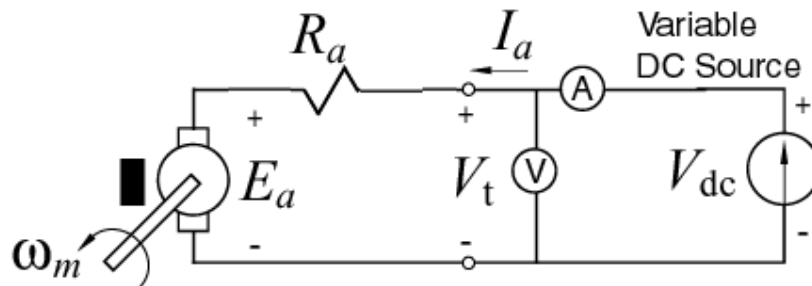 Variable
DC Source
R_a
I_a
A
+
+
+
E_a
V_t
V
V_dc
-
-
-
ω_m